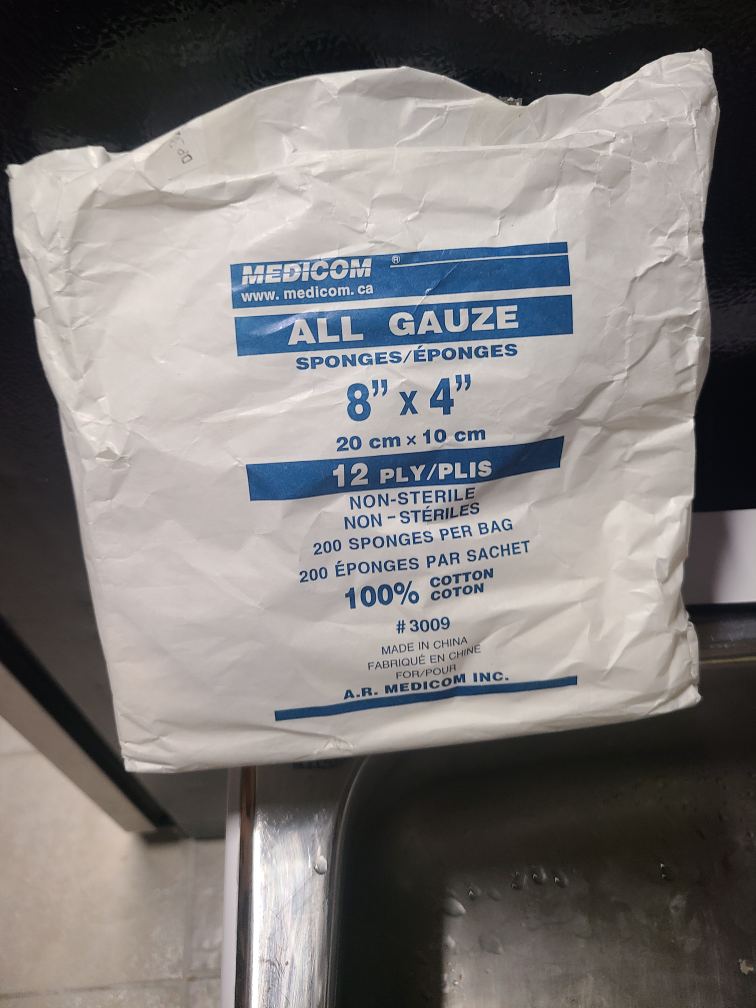 MEDICOM ®
www. medicom. ca
ALL GAUZE
SPONGES/ÉPONGES
8” x 4”
20 cm × 10 cm
12 PLY/PLIS
NON-STERILE
NON-STÉRILES
200 SPONGES PER BAG
200 ÉPONGES PAR SACHET
100% COTTON
COTON
# 3009
MADE IN CHINA
FABRIQUÉ EN CHINE
FOR/POUR
A.R. MEDICOM INC.